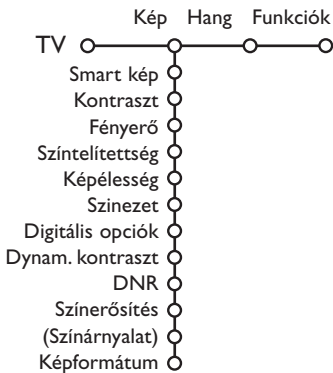 Kép Hang Funkciók
TV
Smart kép
Kontraszt
Fényerő
Színtelítettség
Képélesség
Szinezet
Digitális opciók
Dynam. kontraszt
DNR
Színerősítés
(Színárnyalat)
Képformátum